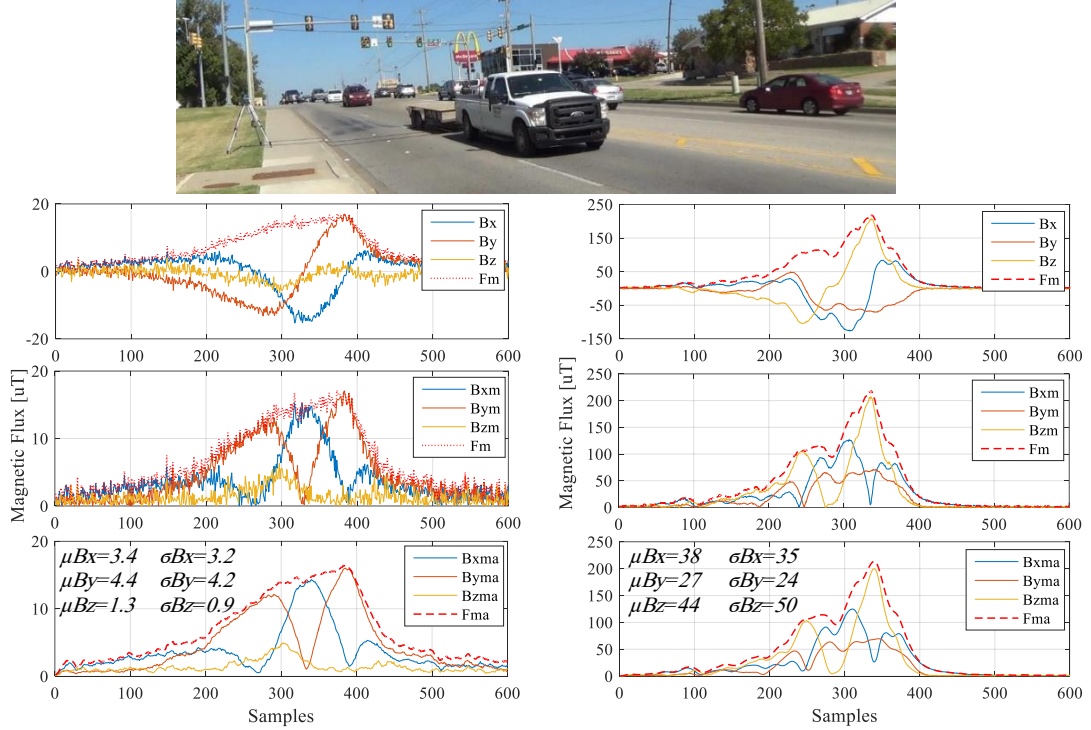 20
0
-20
0
100
200
300
400
500
600
Bx
By
Bz
Fm
250
150
50
-50
-150
0
100
200
300
400
500
600
Bx
By
Bz
Fm
Magnetic Flux [uT]
20
10
0
0
100
200
300
400
500
600
Bxm
Bym
Bzm
Fm
Magnetic Flux [uT]
250
200
150
100
50
0
0
100
200
300
400
500
600
Bxm
Bym
Bzm
Fm
20
10
0
μBx=3.4 σBx=3.2
μBy=4.4 σBy=4.2
μBz=1.3 σBz=0.9
Bxma
Byma
Bzma
Fma
0
100
200
300
400
500
600
Samples
250
200
150
100
50
0
μBx=38 σBx=35
μBy=27 σBy=24
μBz=44 σBz=50
Bxma
Byma
Bzma
Fma
0
100
200
300
400
500
600
Samples